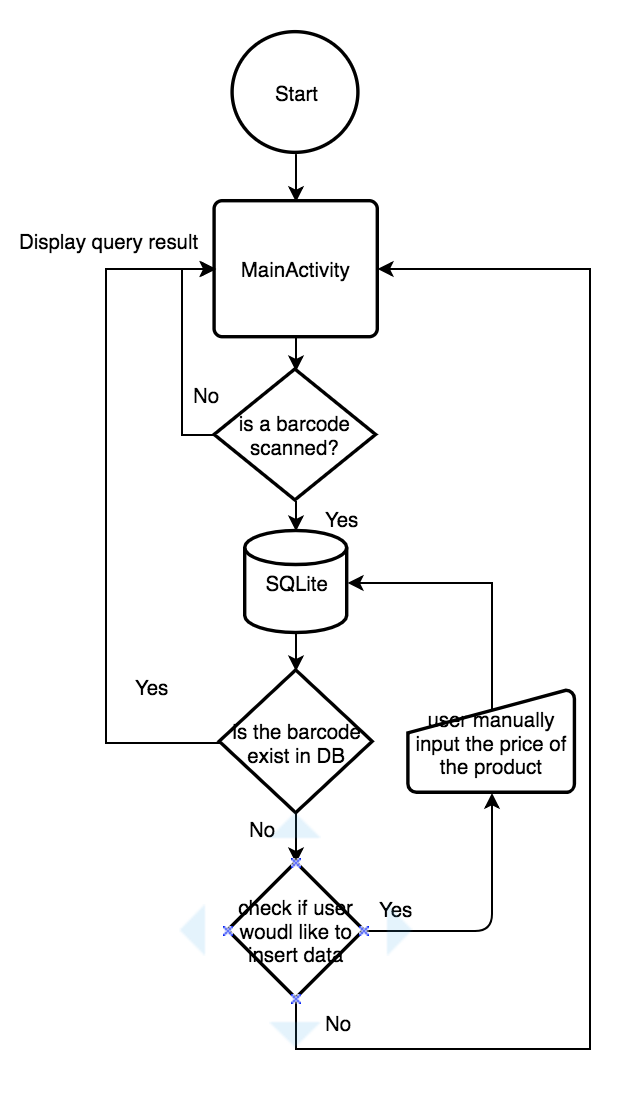 Start
Display query result
MainActivity
No
is a barcode
scanned?
Yes
SQLite
Yes
is the barcode
exist in DB
user manually
input the price of
the product
No
check if user
woudl like to
insert data
Yes
No